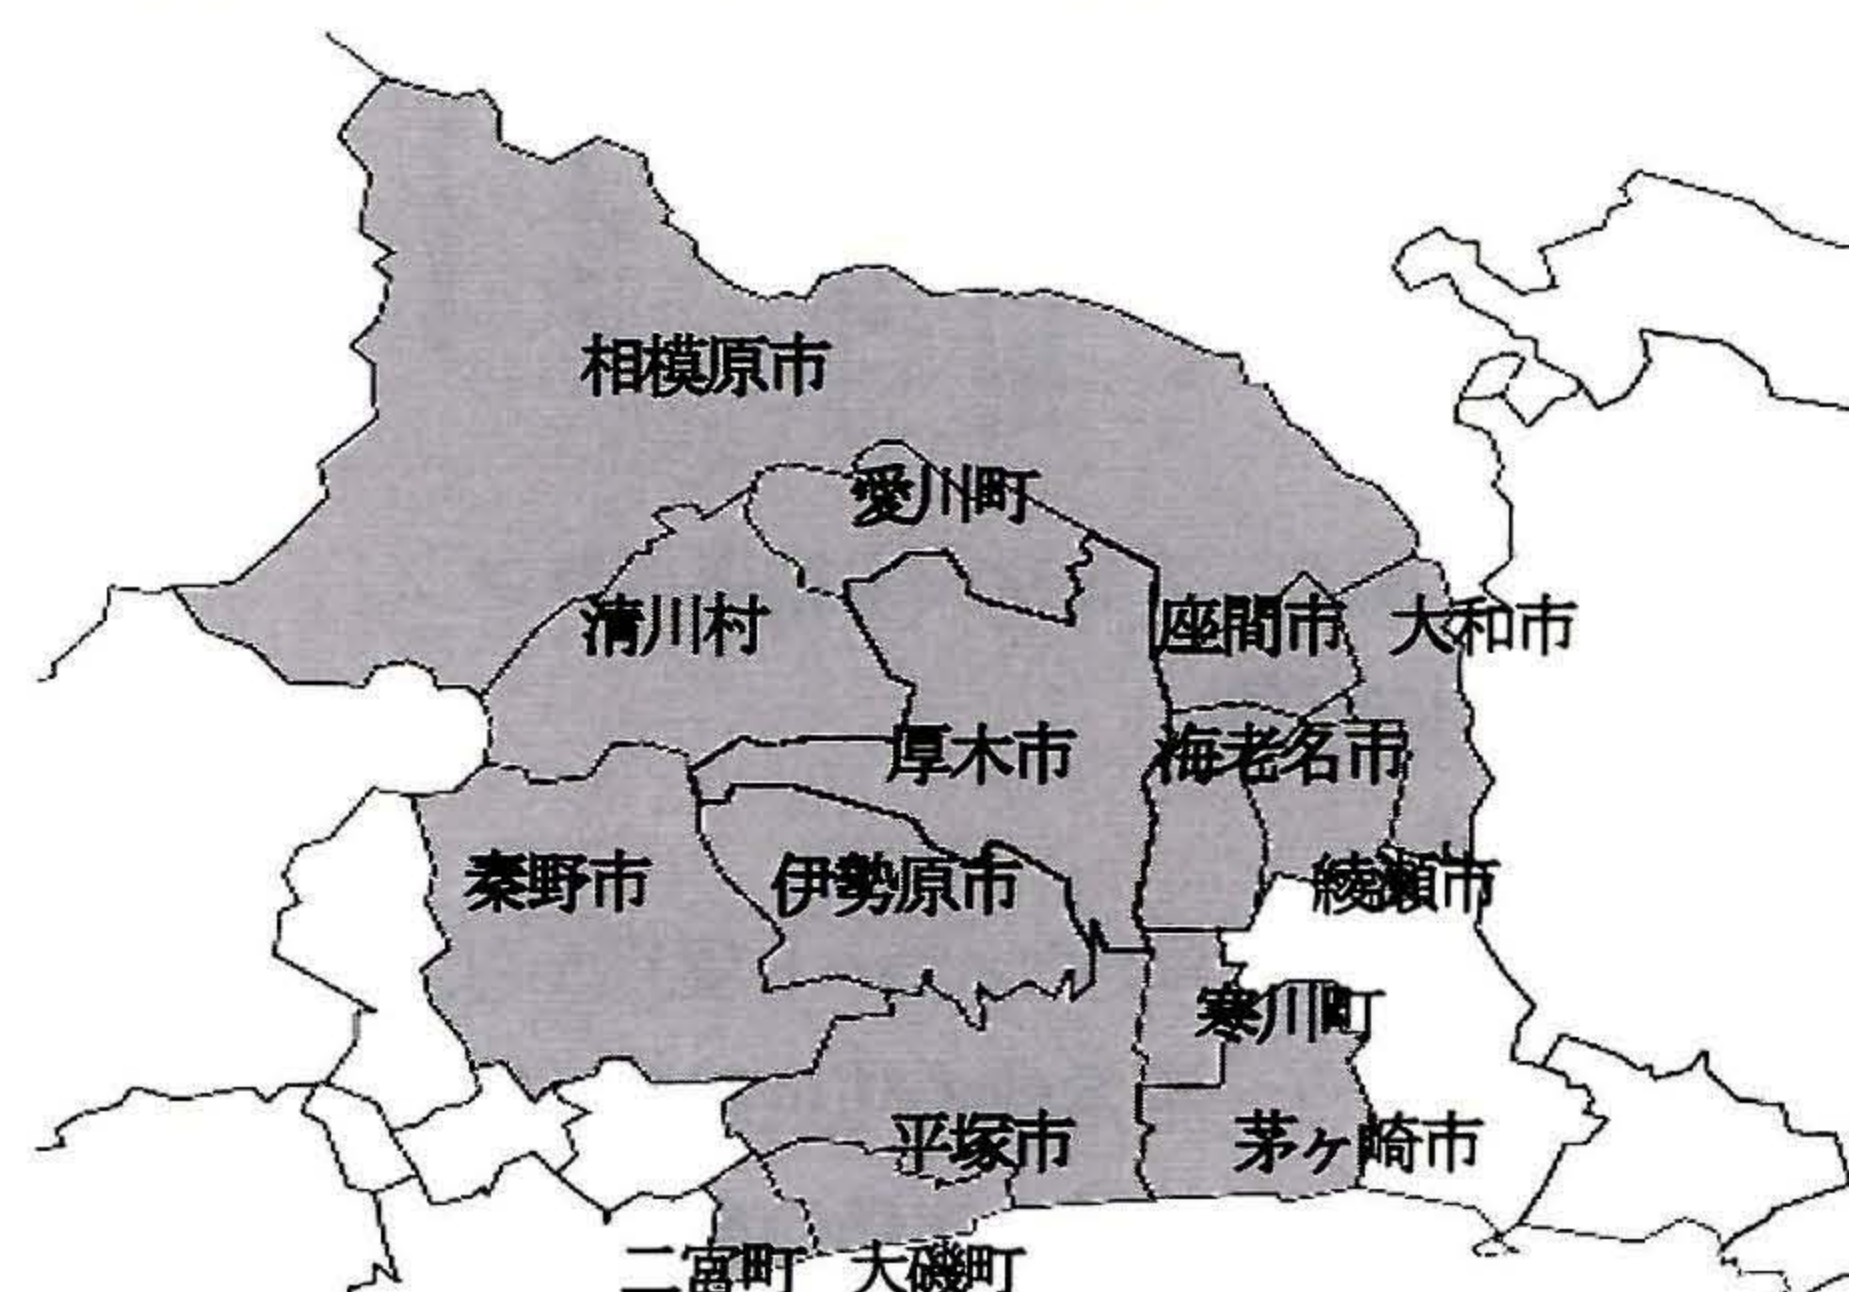 相模原市
愛川町
清川村
座間市
大和市
厚木市
海老名市
秦野市
伊勢原市
綾瀬市
寒川町
平塚市
茅ヶ崎市
二宮町
大磯町